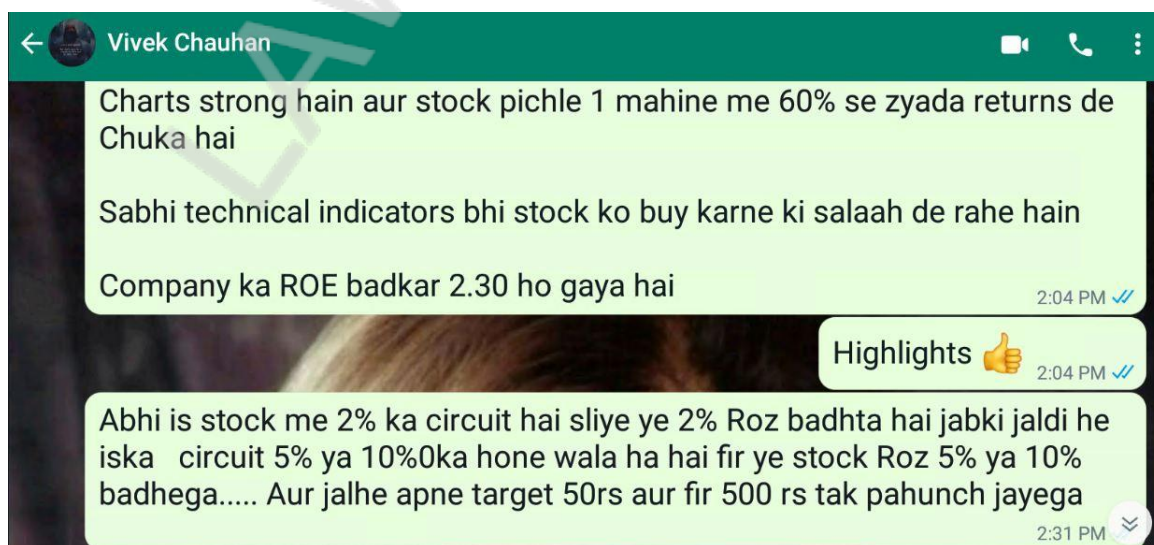 Vivek Chauhan
Charts strong hain aur stock pichle 1 mahine me 60% se zyada returns de
Chuka hai
Sabhi technical indicators bhi stock ko buy karne ki salaah de rahe hain
Company ka ROE badkar 2.30 ho gaya hai
2:04 PM
Highlights 👍
2:04 PM
Abhi is stock me 2% ka circuit hai sliye ye 2% Roz badhta hai jabki jaldi he
iska circuit 5% ya 10%0ka hone wala ha hai fir ye stock Roz 5% ya 10%
badhega..... Aur jalhe apne target 50rs aur fir 500 rs tak pahunch jayega
2:31 PM